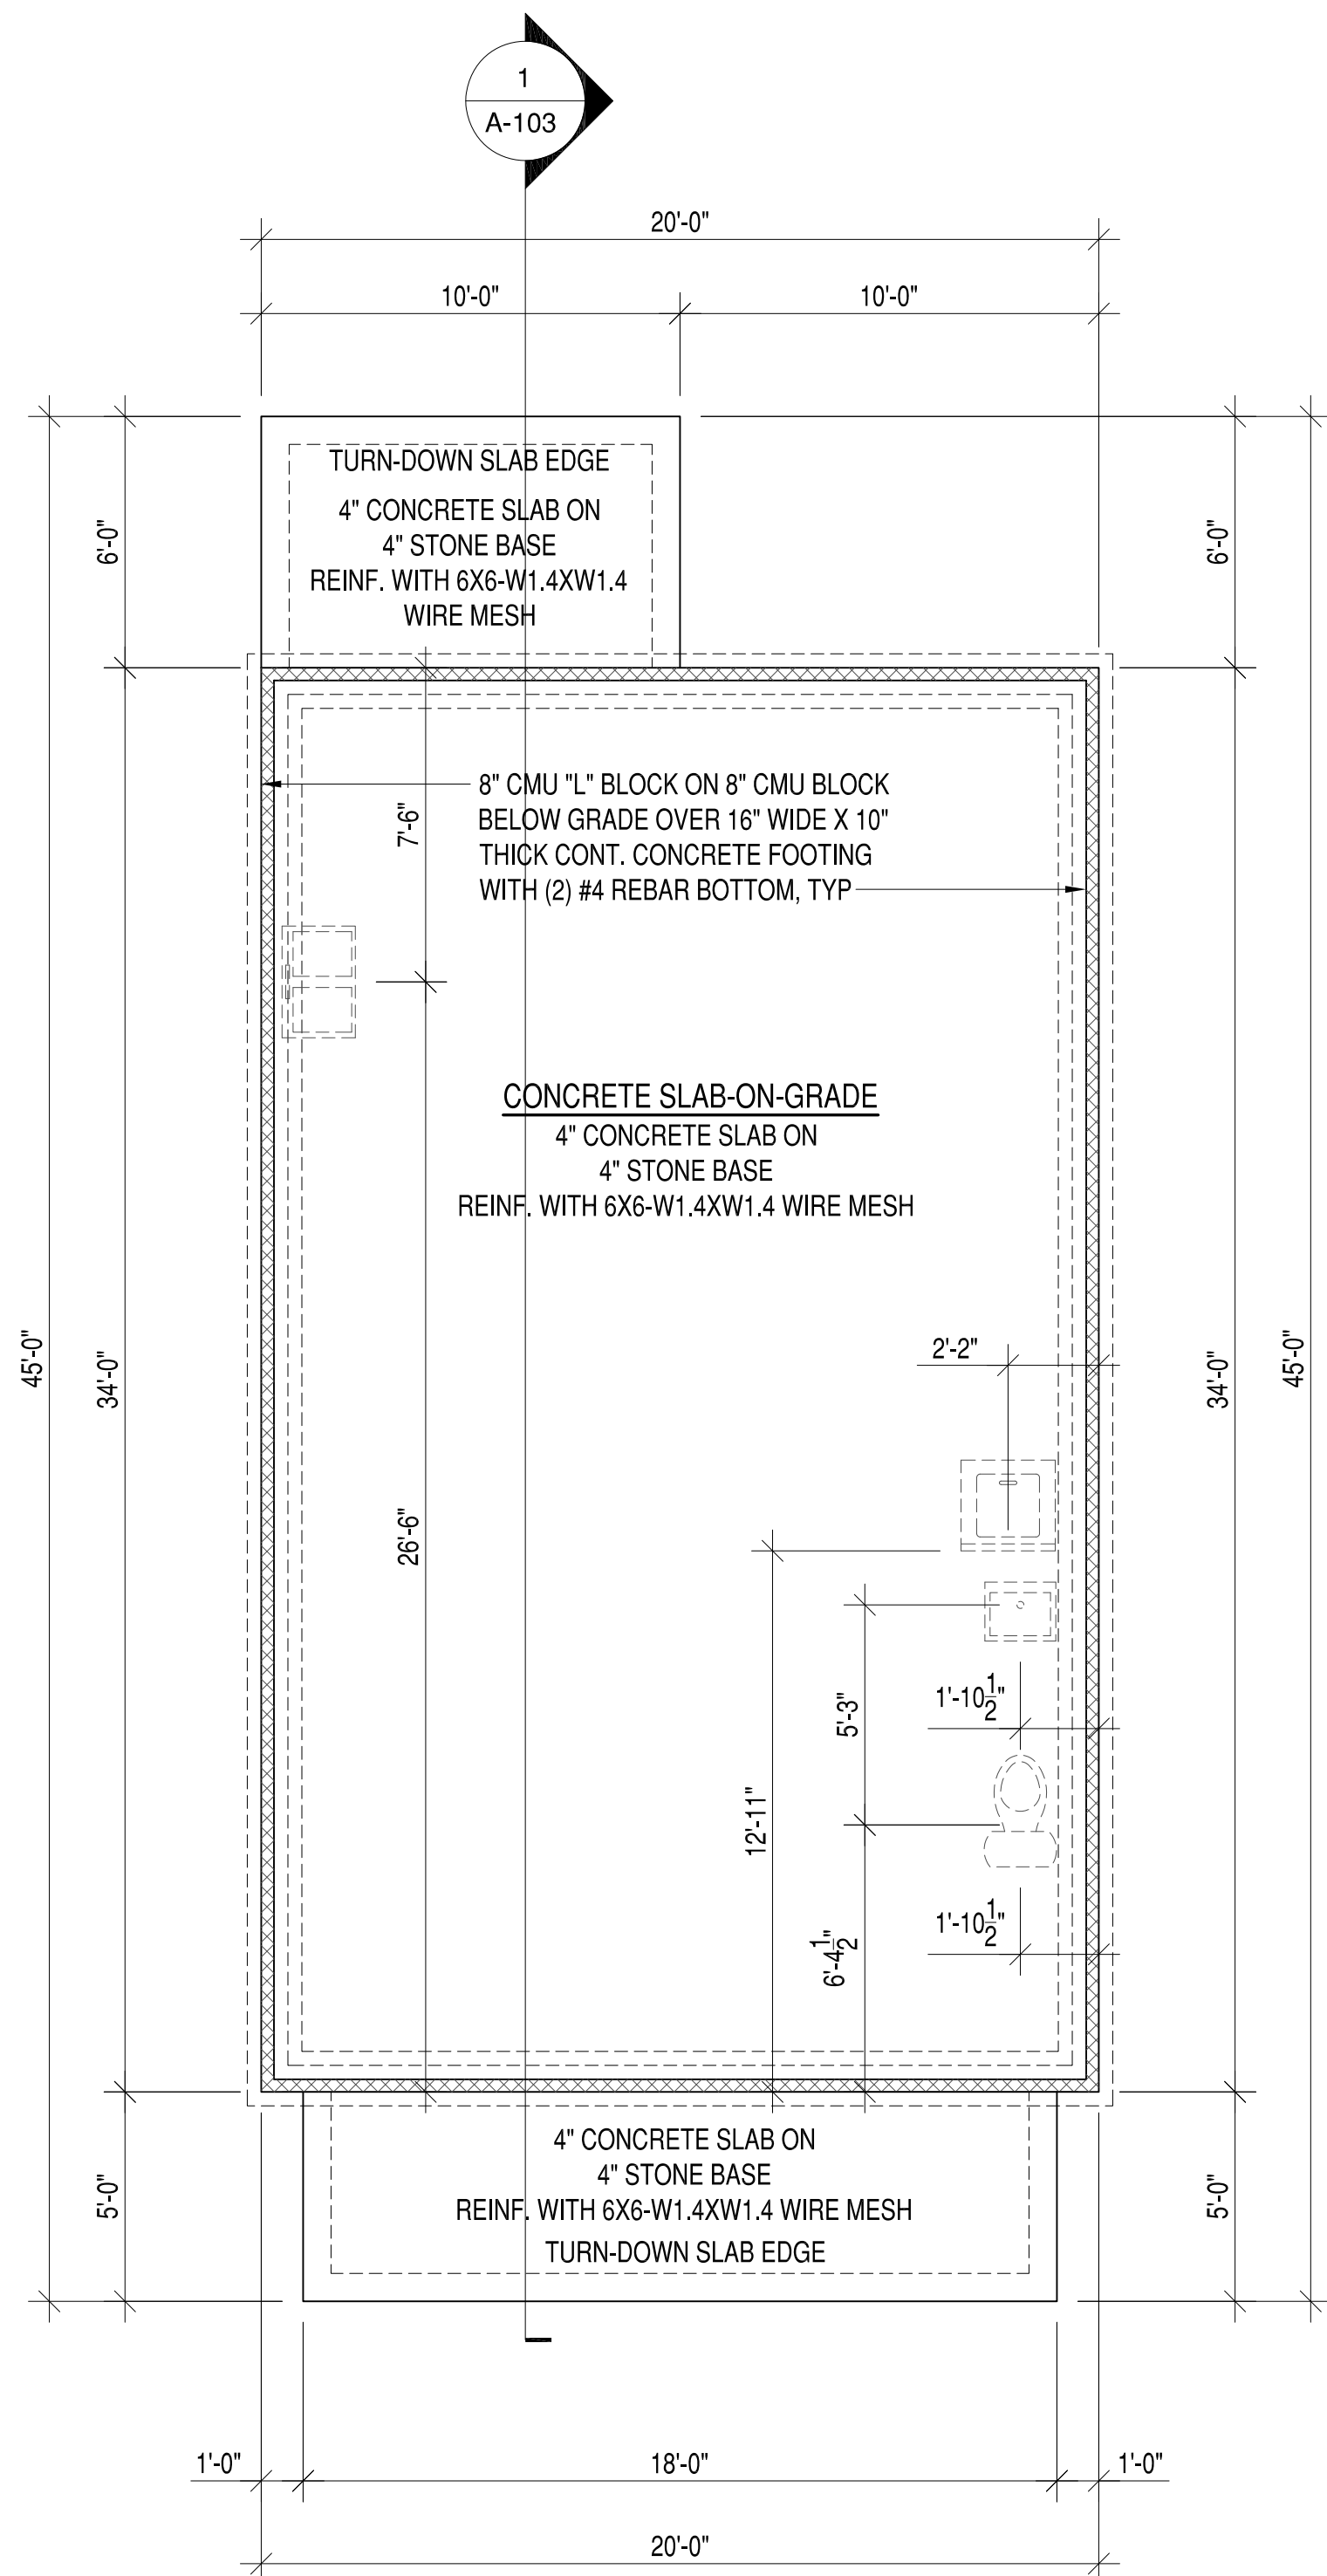 1
A-103
20'-0"
10'-0"
10'-0"
TURN-DOWN SLAB EDGE
4" CONCRETE SLAB ON
4" STONE BASE
REINF. WITH 6X6-W1.4XW1.4
WIRE MESH
6'-0"
6'-0"
8" CMU "L" BLOCK ON 8" CMU BLOCK
BELOW GRADE OVER 16" WIDE X 10"
THICK CONT. CONCRETE FOOTING
WITH (2) #4 REBAR BOTTOM, TYP
7'-6"
CONCRETE SLAB-ON-GRADE
4" CONCRETE SLAB ON
4" STONE BASE
REINF. WITH 6X6-W1.4XW1.4 WIRE MESH
45'-0"
34'-0"
2'-2"
34'-0"
45'-0"
26'-6"
5'-3"
1'-10 1/2"
12'-11"
6'-4 1/2"
1'-10 1/2"
4" CONCRETE SLAB ON
4" STONE BASE
REINF. WITH 6X6-W1.4XW1.4 WIRE MESH
TURN-DOWN SLAB EDGE
5'-0"
5'-0"
1'-0"
18'-0"
1'-0"
20'-0"